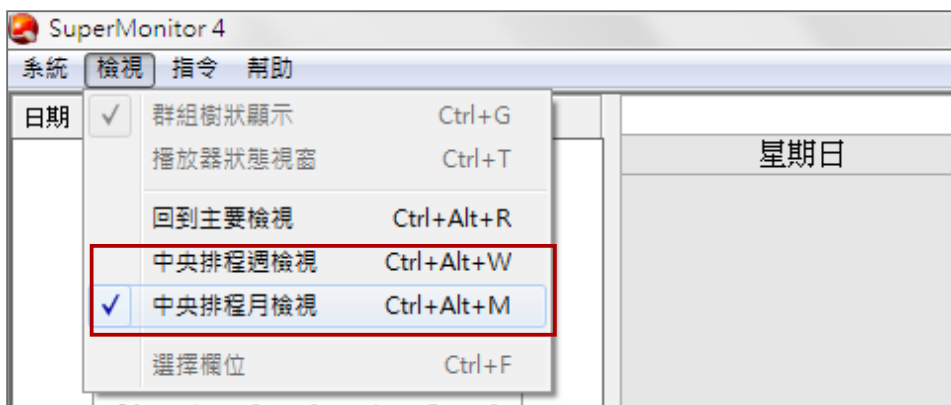 SuperMonitor 4
系統 檢視 指令 幫助
日期
群組樹狀顯示 Ctrl+G
播放器狀態視窗 Ctrl+T
星期日
回到主要檢視 Ctrl+Alt+R
中央排程週檢視 Ctrl+Alt+W
中央排程月檢視 Ctrl+Alt+M
選擇欄位 Ctrl+F